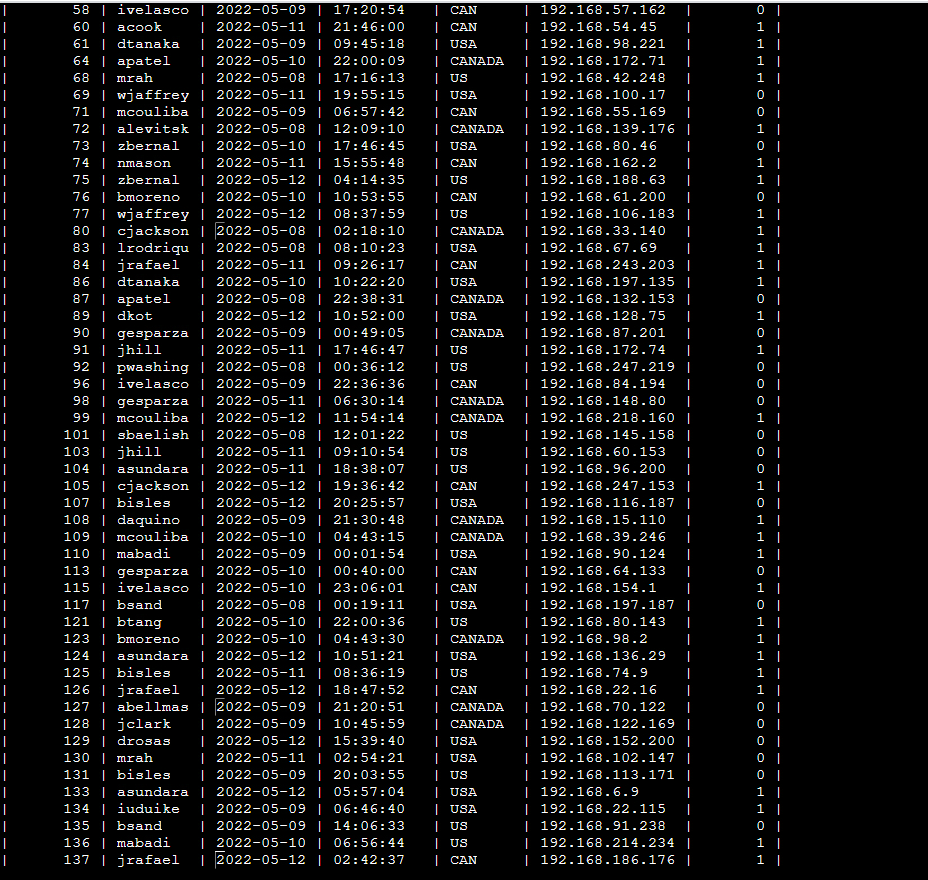 |       58 | ivelasco | 2022-05-09 | 17:20:54   | CAN     | 192.168.57.162  |       0 |
|       60 | acook    | 2022-05-11 | 21:46:00   | CAN     | 192.168.54.45   |       1 |
|       61 | dtanaka  | 2022-05-09 | 09:45:18   | USA     | 192.168.98.221  |       1 |
|       64 | apatel   | 2022-05-10 | 22:00:09   | CANADA  | 192.168.172.71  |       1 |
|       68 | mrah     | 2022-05-08 | 17:16:13   | US      | 192.168.42.248  |       1 |
|       69 | wjaffrey | 2022-05-11 | 19:55:15   | USA     | 192.168.100.17  |       0 |
|       71 | mcouliba | 2022-05-09 | 06:57:42   | CAN     | 192.168.55.169  |       0 |
|       72 | alevitsk | 2022-05-08 | 12:09:10   | CANADA  | 192.168.139.176 |       1 |
|       73 | zbernal  | 2022-05-10 | 17:46:45   | USA     | 192.168.80.46   |       0 |
|       74 | nmason   | 2022-05-11 | 15:55:48   | CAN     | 192.168.162.2   |       1 |
|       75 | zbernal  | 2022-05-12 | 04:14:35   | US      | 192.168.188.63  |       1 |
|       76 | bmoreno  | 2022-05-10 | 10:53:55   | CAN     | 192.168.61.200  |       0 |
|       77 | wjaffrey | 2022-05-12 | 08:37:59   | US      | 192.168.106.183 |       1 |
|       80 | cjackson | 2022-05-08 | 02:18:10   | CANADA  | 192.168.33.140  |       1 |
|       83 | lrodriqu | 2022-05-08 | 08:10:23   | USA     | 192.168.67.69   |       1 |
|       84 | jrafael  | 2022-05-11 | 09:26:17   | CAN     | 192.168.243.203 |       1 |
|       86 | dtanaka  | 2022-05-10 | 10:22:20   | USA     | 192.168.197.135 |       1 |
|       87 | apatel   | 2022-05-08 | 22:38:31   | CANADA  | 192.168.132.153 |       0 |
|       89 | dkot     | 2022-05-12 | 10:52:00   | USA     | 192.168.128.75  |       1 |
|       90 | gesparza | 2022-05-09 | 00:49:05   | CANADA  | 192.168.87.201  |       0 |
|       91 | jhill    | 2022-05-11 | 17:46:47   | US      | 192.168.172.74  |       1 |
|       92 | pwashing | 2022-05-08 | 00:36:12   | US      | 192.168.247.219 |       0 |
|       96 | ivelasco | 2022-05-09 | 22:36:36   | CAN     | 192.168.84.194  |       0 |
|       98 | gesparza | 2022-05-11 | 06:30:14   | CANADA  | 192.168.148.80  |       0 |
|       99 | mcouliba | 2022-05-12 | 11:54:14   | CANADA  | 192.168.218.160 |       1 |
|      101 | sbaelish | 2022-05-08 | 12:01:22   | US      | 192.168.145.158 |       0 |
|      103 | jhill    | 2022-05-11 | 09:10:54   | US      | 192.168.60.153  |       0 |
|      104 | asundara | 2022-05-11 | 18:38:07   | US      | 192.168.96.200  |       0 |
|      105 | cjackson | 2022-05-12 | 19:36:42   | CAN     | 192.168.247.153 |       1 |
|      107 | bisles   | 2022-05-12 | 20:25:57   | USA     | 192.168.116.187 |       0 |
|      108 | daquino  | 2022-05-09 | 21:30:48   | CANADA  | 192.168.15.110  |       1 |
|      109 | mcouliba | 2022-05-10 | 04:43:15   | CANADA  | 192.168.39.246  |       1 |
|      110 | mabadi   | 2022-05-09 | 00:01:54   | USA     | 192.168.90.124  |       1 |
|      113 | gesparza | 2022-05-10 | 00:40:00   | CAN     | 192.168.64.133  |       0 |
|      115 | ivelasco | 2022-05-10 | 23:06:01   | CAN     | 192.168.154.1   |       1 |
|      117 | bsand    | 2022-05-08 | 00:19:11   | USA     | 192.168.197.187 |       0 |
|      121 | btang    | 2022-05-10 | 22:00:36   | US      | 192.168.80.143  |       1 |
|      123 | bmoreno  | 2022-05-10 | 04:43:30   | CANADA  | 192.168.98.2    |       1 |
|      124 | asundara | 2022-05-12 | 10:51:21   | USA     | 192.168.136.29  |       1 |
|      125 | bisles   | 2022-05-11 | 08:36:19   | US      | 192.168.74.9    |       1 |
|      126 | jrafael  | 2022-05-12 | 18:47:52   | CAN     | 192.168.22.16   |       1 |
|      127 | abellmas | 2022-05-09 | 21:20:51   | CANADA  | 192.168.70.122  |       0 |
|      128 | jclark   | 2022-05-09 | 10:45:59   | CANADA  | 192.168.122.169 |       0 |
|      129 | drosas   | 2022-05-12 | 15:39:40   | USA     | 192.168.152.200 |       0 |
|      130 | mrah     | 2022-05-11 | 02:54:21   | USA     | 192.168.102.147 |       0 |
|      131 | bisles   | 2022-05-09 | 20:03:55   | US      | 192.168.113.171 |       0 |
|      133 | asundara | 2022-05-12 | 05:57:04   | USA     | 192.168.6.9     |       1 |
|      134 | iuduike  | 2022-05-09 | 06:46:40   | USA     | 192.168.22.115  |       1 |
|      135 | bsand    | 2022-05-09 | 14:06:33   | US      | 192.168.91.238  |       0 |
|      136 | mabadi   | 2022-05-10 | 06:56:44   | US      | 192.168.214.234 |       1 |
|      137 | jrafael  | 2022-05-12 | 02:42:37   | CAN     | 192.168.186.176 |       1 |